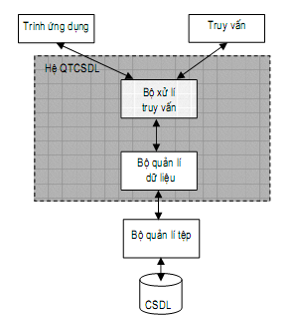 Trình ứng dụng
Truy vấn
Hệ QTCSDL
Bộ xử lí
truy vấn
Bộ quản lí
dữ liệu
Bộ quản lí tệp
CSDL